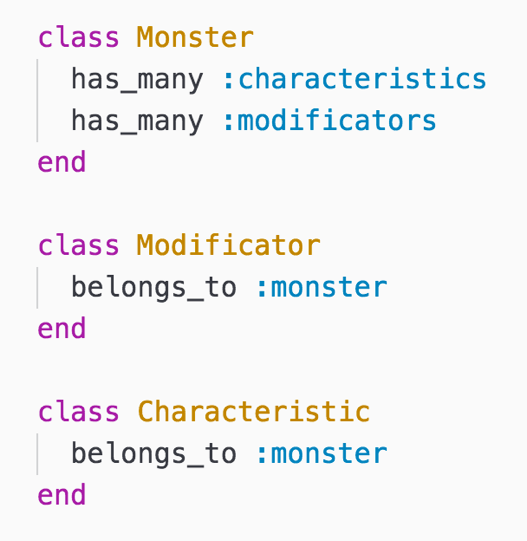 class Monster
  has_many :characteristics
  has_many :modificators
end

class Modificator
  belongs_to :monster
end

class Characteristic
  belongs_to :monster
end